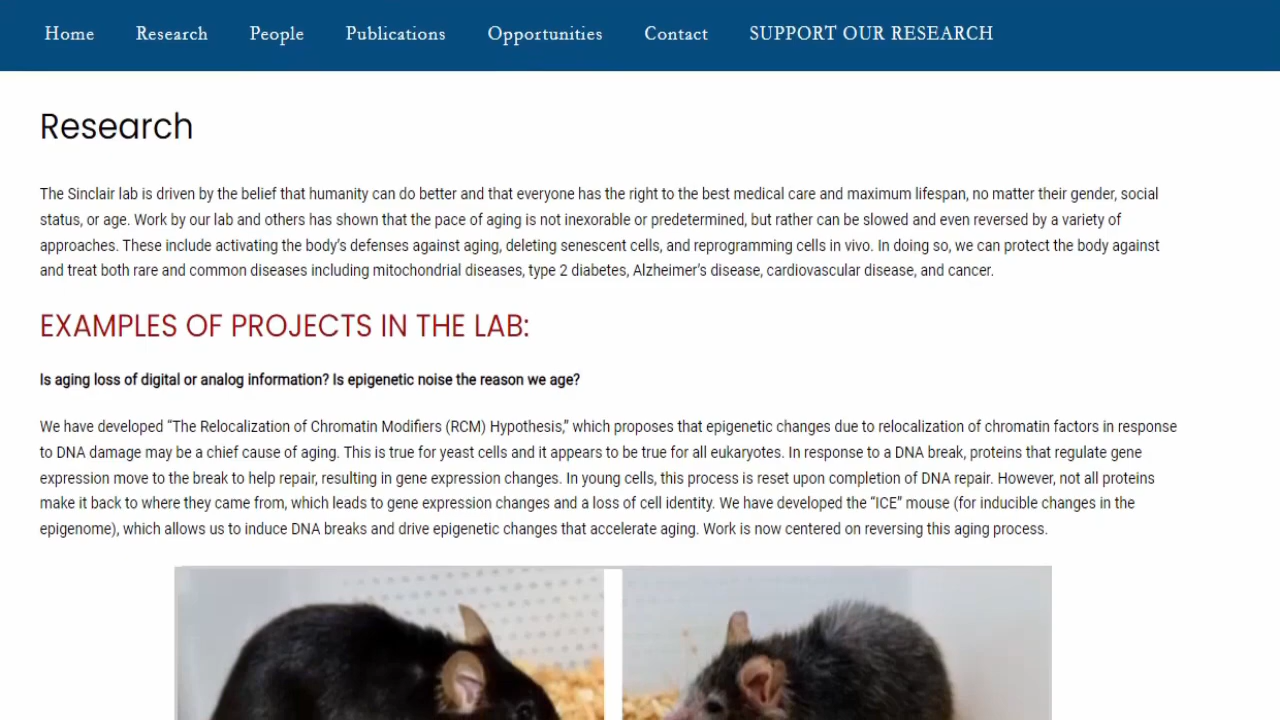 Home Research People Publications Opportunities Contact SUPPORT OUR RESEARCH
Research
The Sinclair lab is driven by the belief that humanity can do better and that everyone has the right to the best medical care and maximum lifespan, no matter their gender, social
status, or age. Work by our lab and others has shown that the pace of aging is not inexorable or predetermined, but rather can be slowed and even reversed by a variety of
approaches. These include activating the body’s defenses against aging, deleting senescent cells, and reprogramming cells in vivo. In doing so, we can protect the body against
and treat both rare and common diseases including mitochondrial diseases, type 2 diabetes, Alzheimer’s disease, cardiovascular disease, and cancer.
EXAMPLES OF PROJECTS IN THE LAB:
Is aging loss of digital or analog information? Is epigenetic noise the reason we age?
We have developed “The Relocalization of Chromatin Modifiers (RCM) Hypothesis,” which proposes that epigenetic changes due to relocalization of chromatin factors in response
to DNA damage may be a chief cause of aging. This is true for yeast cells and it appears to be true for all eukaryotes. In response to a DNA break, proteins that regulate gene
expression move to the break to help repair, resulting in gene expression changes. In young cells, this process is reset upon completion of DNA repair. However, not all proteins
make it back to where they came from, which leads to gene expression changes and a loss of cell identity. We have developed the “ICE” mouse (for inducible changes in the
epigenome), which allows us to induce DNA breaks and drive epigenetic changes that accelerate aging. Work is now centered on reversing this aging process.